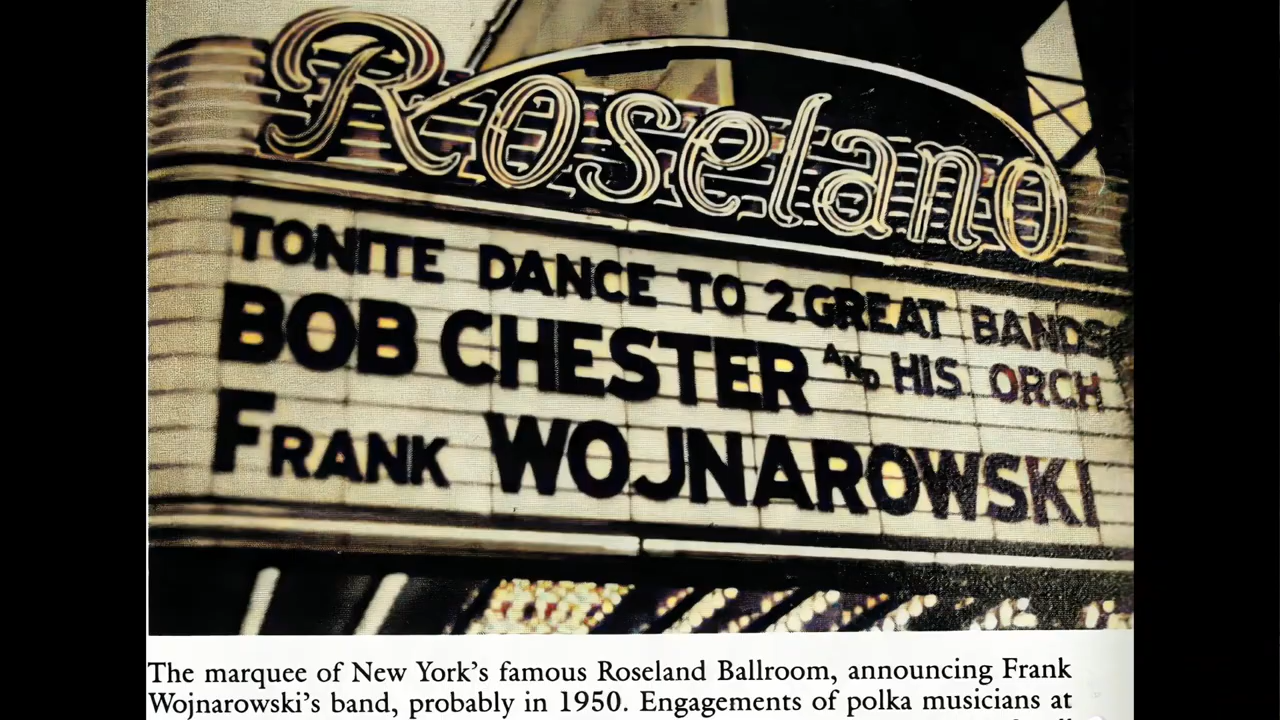 Roseland
TONITE DANCE TO 2 GREAT BANDS
BOB CHESTER AND HIS ORCH
FRANK WOJNAROWSKI
The marquee of New York's famous Roseland Ballroom, announcing Frank
Wojnarowski's band, probably in 1950. Engagements of polka musicians at